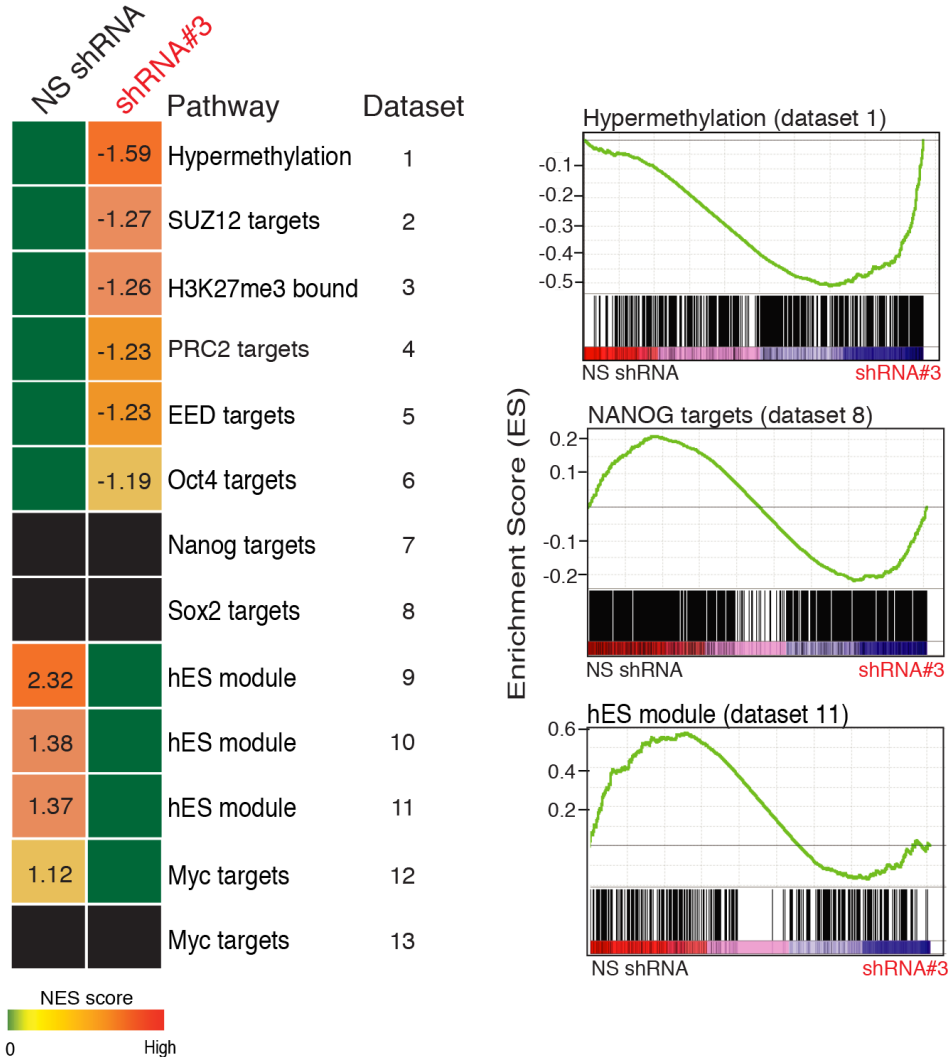 NS shRNA
shRNA#3
Pathway Dataset
-1.59 Hypermethylation 1
-1.27 SUZ12 targets 2
-1.26 H3K27me3 bound 3
-1.23 PRC2 targets 4
-1.23 EED targets 5
-1.19 Oct4 targets 6
Nanog targets 7
Sox2 targets 8
2.32 hES module 9
1.38 hES module 10
1.37 hES module 11
1.12 Myc targets 12
Myc targets 13
NES score
0 High
Enrichment Score (ES)
Hypermethylation (dataset 1)
-0.1
-0.2
-0.3
-0.4
-0.5
NS shRNA shRNA#3
NANOG targets (dataset 8)
0.2
0.1
-0.1
-0.2
NS shRNA shRNA#3
hES module (dataset 11)
0.6
0.4
0.2
NS shRNA shRNA#3